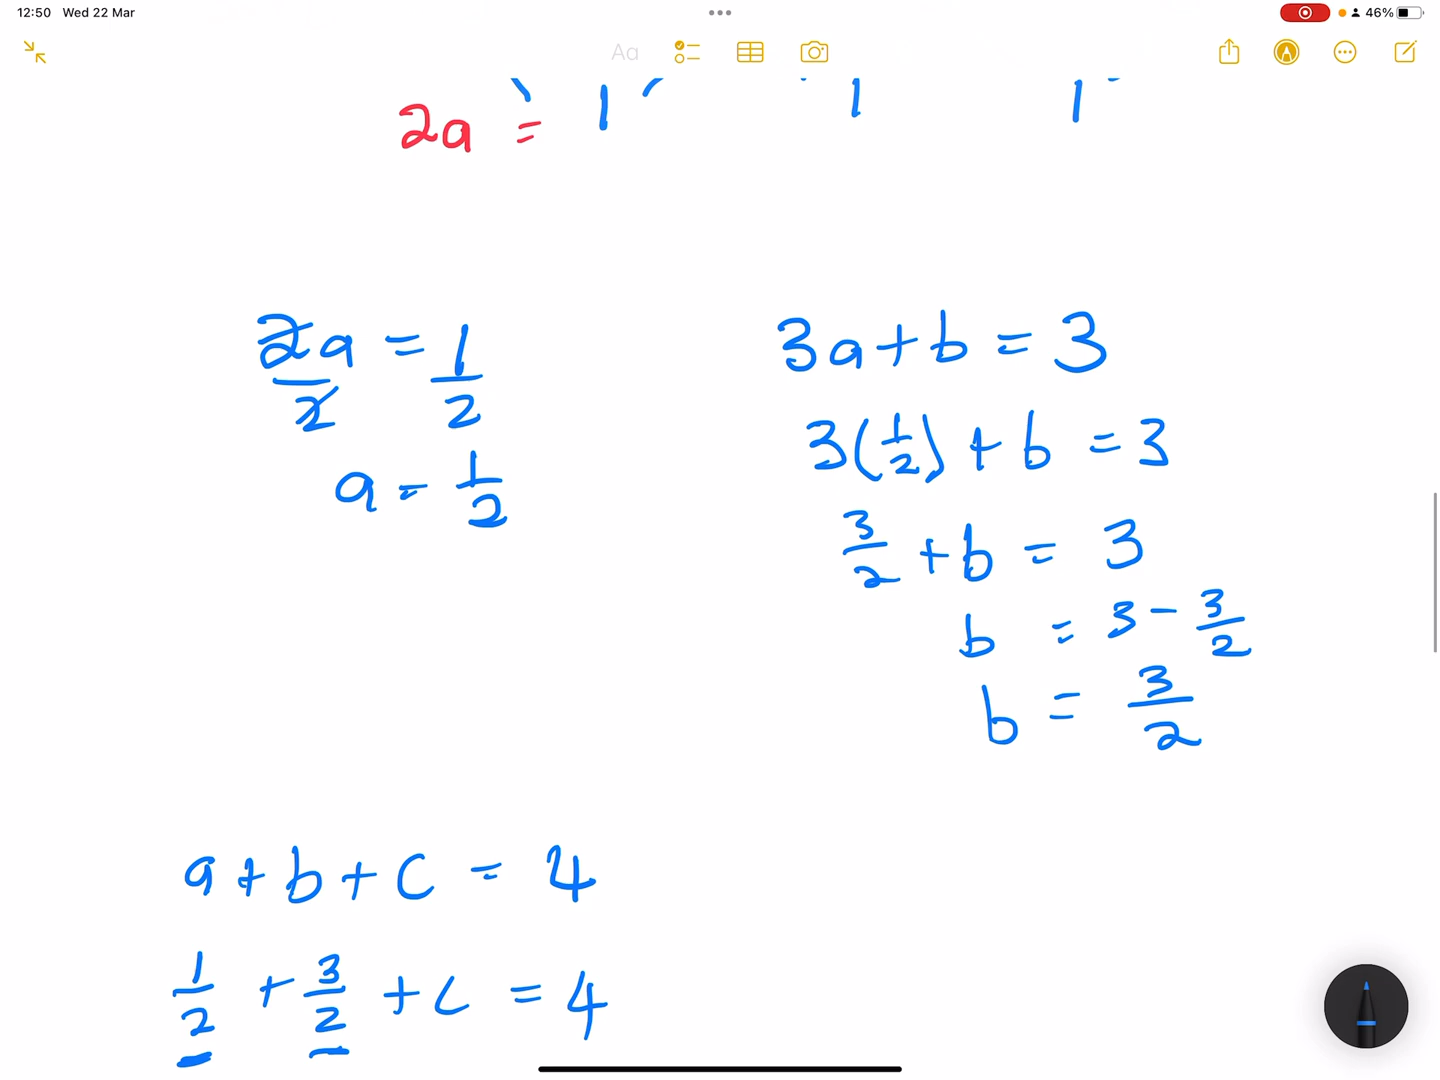 12:50 Wed 22 Mar
46%
Aa
2a = 1 1 1
2a/2 = 1/2
a = 1/2
3a + b = 3
3(1/2) + b = 3
3/2 + b = 3
b = 3 - 3/2
b = 3/2
a + b + c = 4
1/2 + 3/2 + c = 4